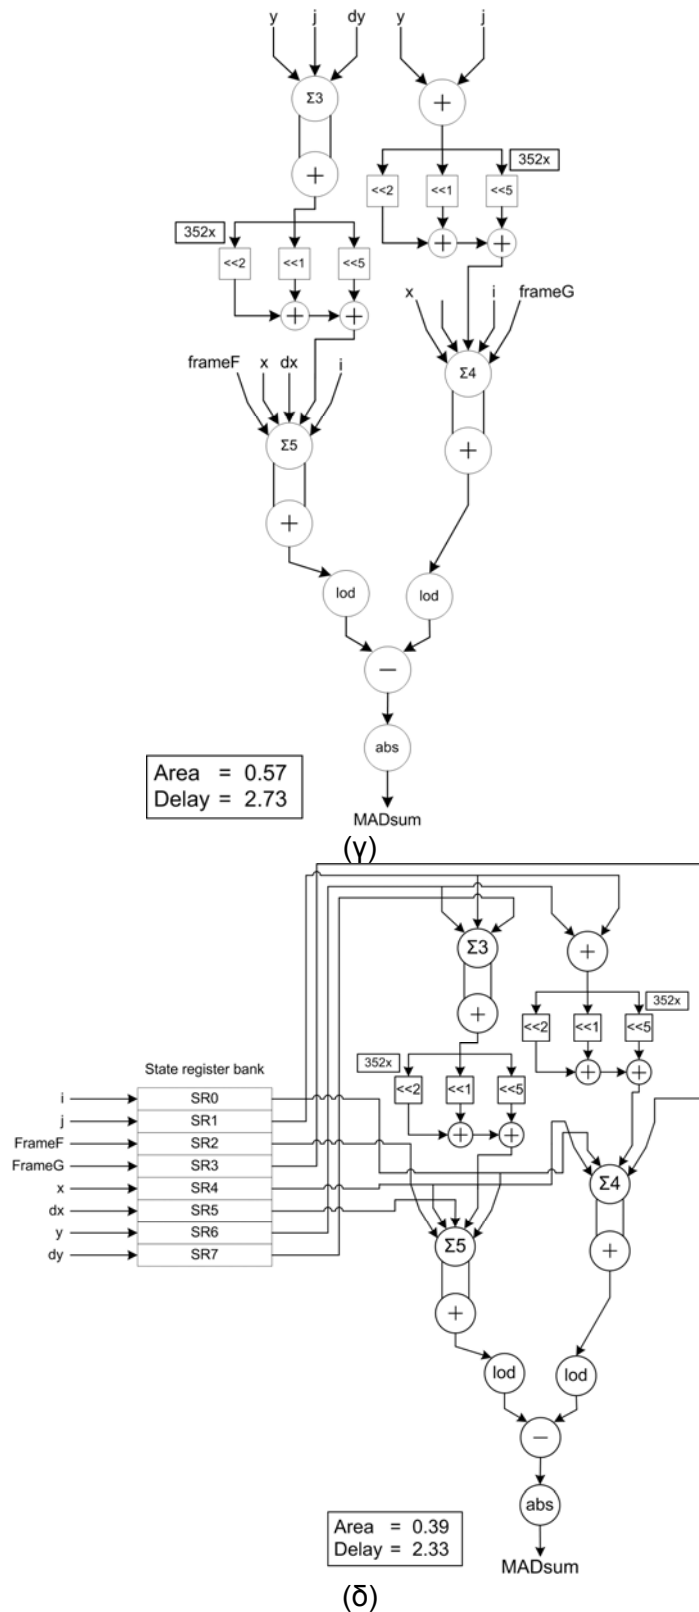 y j dy y j
Σ3 +
+ 352x
<<2 <<1 <<5
352x + +
<<2 <<1 <<5
x i frameG
+ +
frameF x dx i Σ4
Σ5 +
+
lod lod
—
abs
Area = 0.57
Delay = 2.73
MADsum
(γ)
Σ3 +
+ 352x
<<2 <<1 <<5
352x
State register bank <<2 <<1 <<5 + +
i SR0
j SR1 + +
FrameF SR2
FrameG SR3
x SR4 Σ4
dx SR5
y SR6 Σ5
dy SR7 +
+
lod lod
—
abs
Area = 0.39
Delay = 2.33
MADsum
(δ)